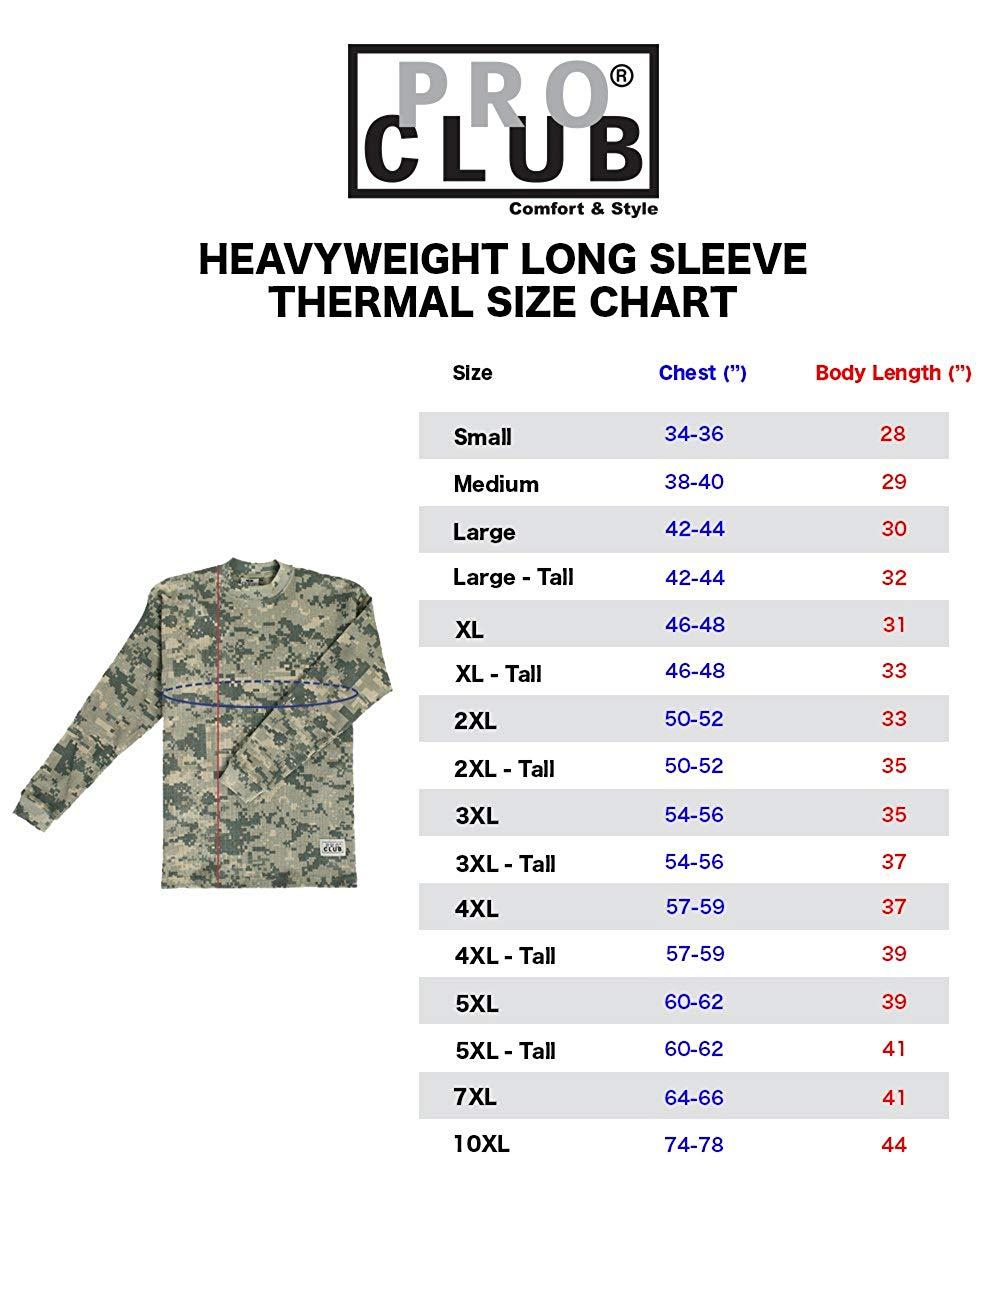 PRO®
CLUB
Comfort & Style
HEAVYWEIGHT LONG SLEEVE
THERMAL SIZE CHART
Size Chest (”) Body Length (”)
Small 34-36 28
Medium 38-40 29
Large 42-44 30
Large - Tall 42-44 32
XL 46-48 31
XL - Tall 46-48 33
2XL 50-52 33
2XL - Tall 50-52 35
3XL 54-56 35
3XL - Tall 54-56 37
4XL 57-59 37
4XL - Tall 57-59 39
5XL 60-62 39
5XL - Tall 60-62 41
7XL 64-66 41
10XL 74-78 44
PRO
CLUB